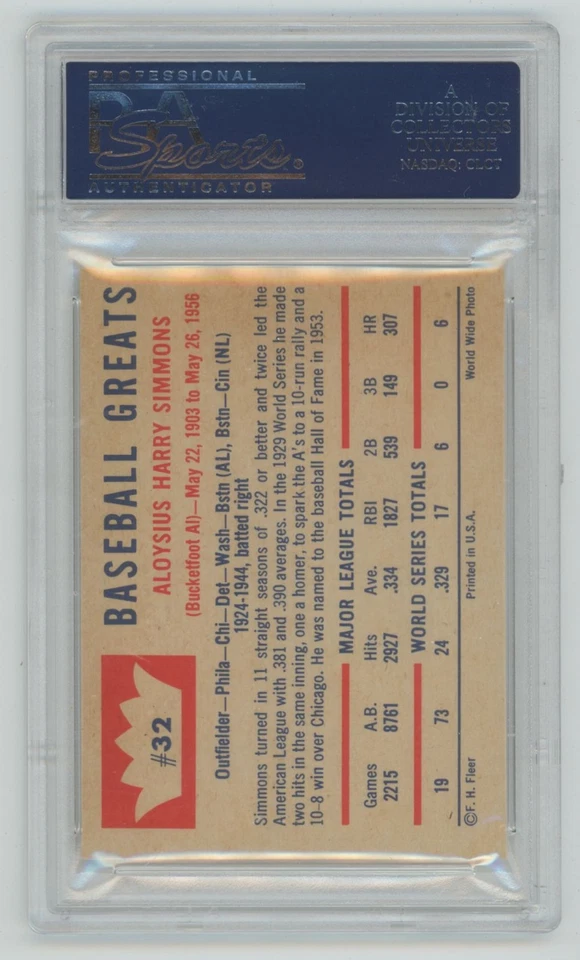 PROFESSIONAL
PSA
Sports®
AUTHENTICATOR
A
DIVISION OF
COLLECTORS
UNIVERSE
NASDAQ: CLCT
#32
BASEBALL GREATS
ALOYSIUS HARRY SIMMONS
(Bucketfoot Al)—May 22, 1903 to May 26, 1956
Outfielder—Phila—Chi—Det—Wash—Bstn (AL), Bstn—Cin (NL)
1924-1944, batted right
Simmons turned in 11 straight seasons of .322 or better and twice led the
American League with .381 and .390 averages. In the 1929 World Series he made
two hits in the same inning, one a homer, to spark the A's to a 10-run rally and a
10-8 win over Chicago. He was named to the baseball Hall of Fame in 1953.
MAJOR LEAGUE TOTALS
Games A.B. Hits Ave. RBI 2B 3B HR
2215 8761 2927 .334 1827 539 149 307
WORLD SERIES TOTALS
19 73 24 .329 17 6 0 6
©F. H. Fleer Printed in U.S.A. World Wide Photo